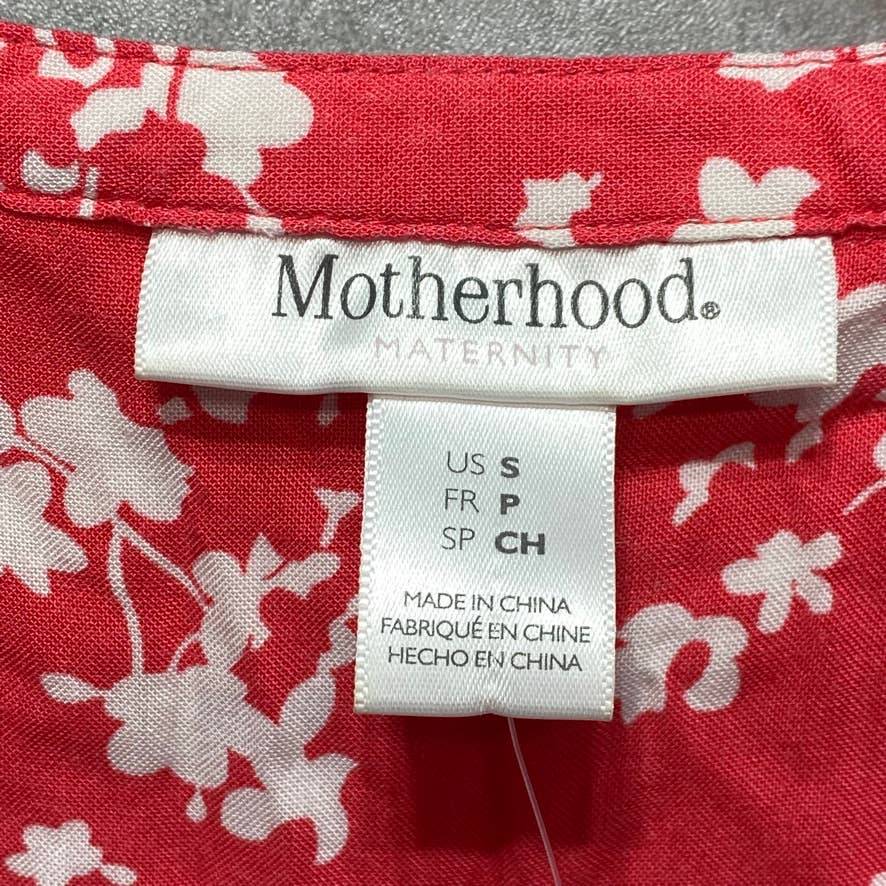 Motherhood®
MATERNITY
US S
FR P
SP CH
MADE IN CHINA
FABRIQUÉ EN CHINE
HECHO EN CHINA